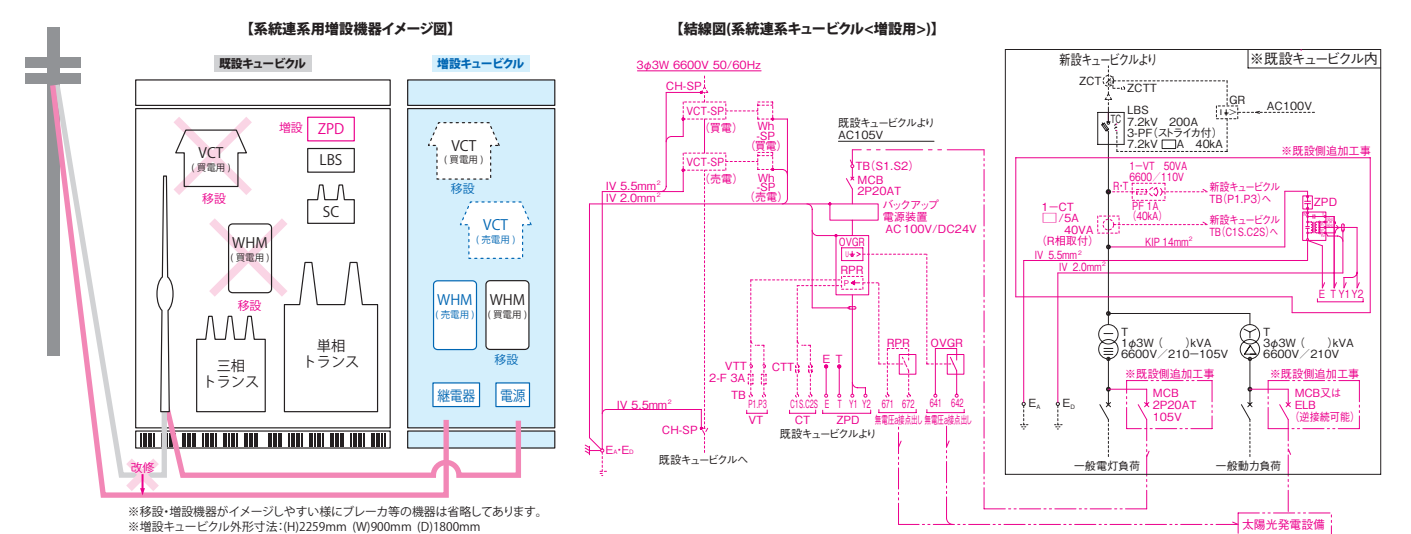 【系統連系用増設機器イメージ図】
既設キュービクル
増設キュービクル
増設
ZPD
VCT
(買電用)
移設
LBS
SC
WHM
(買電用)
移設
三相
トランス
単相
トランス
VCT
(買電用)
移設
VCT
(売電用)
WHM
(売電用)
WHM
(買電用)
移設
継電器
電源
改修
※移設・増設機器がイメージしやすい様にブレーカ等の機器は省略してあります。
※増設キュービクル外形寸法:(H)2259mm (W)900mm (D)1800mm
【結線図(系統連系キュービクル<増設用>)】
3φ3W 6600V 50/60Hz
CH-SP
VCT-SP
(買電)
Wh
-SP
(買電)
VCT-SP
(売電)
Wh
-SP
(売電)
IV 5.5mm²
IV 2.0mm²
既設キュービクルより
AC105V
TB(S1.S2)
MCB
2P20AT
バックアップ
電源装置
AC100V/DC24V
OVGR
U⏚>
RPR
P
VTT
2-F 3A
TB
CTT
E T
P1.P3
C1S.C2S
E T Y1 Y2
VT
CT
ZPD
既設キュービクルより
RPR
OVGR
671 672
641 642
無電圧a接点出し
無電圧a接点出し
IV 5.5mm²
CH-SP
EA・ED
既設キュービクルへ
※既設キュービクル内
新設キュービクルより
ZCT
ZCTT
GR
I⏚>
AC100V
LBS
TC
7.2kV 200A
3-PF(ストライカ付)
7.2kV □A 40kA
※既設側追加工事
1-VT 50VA
6600/110V
R・T
PF 1A
(40kA)
新設キュービクル
TB(P1.P3)へ
1-CT
□/5A
40VA
(R相取付)
新設キュービクル
TB(C1S.C2S)へ
ZPD
KIP 14mm²
IV 5.5mm²
IV 2.0mm²
E T Y1 Y2
T
1φ3W ( )kVA
6600V/210-105V
T
3φ3W ( )kVA
6600V/210V
※既設側追加工事
MCB
2P20AT
105V
※既設側追加工事
MCB又は
ELB
(逆接続可能)
EA
ED
一般電灯負荷
一般動力負荷
太陽光発電設備